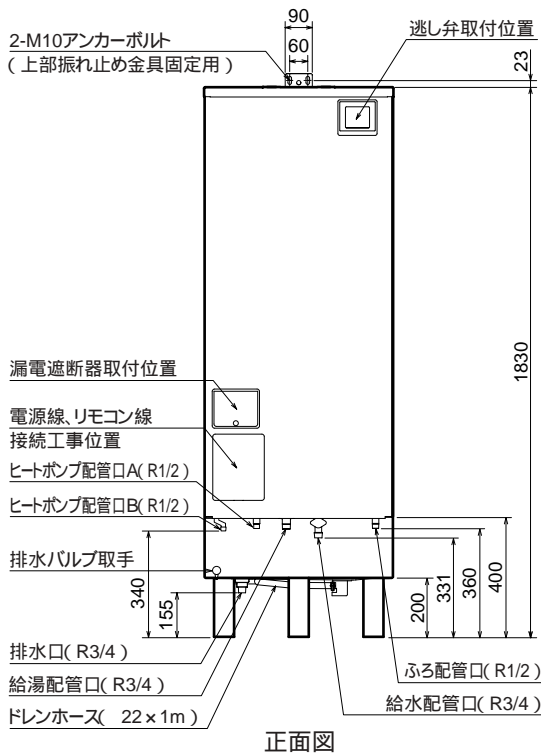 90
60
2-M10アンカーボルト
(上部振れ止め金具固定用)
逃し弁取付位置
23
1830
漏電遮断器取付位置
電源線、リモコン線
接続工事位置
ヒートポンプ配管口A(R1/2)
ヒートポンプ配管口B(R1/2)
排水バルブ取手
340
155
200
331
360
400
排水口(R3/4)
給湯配管口(R3/4)
ドレンホース( 22×1m)
ふろ配管口(R1/2)
給水配管口(R3/4)
正面図